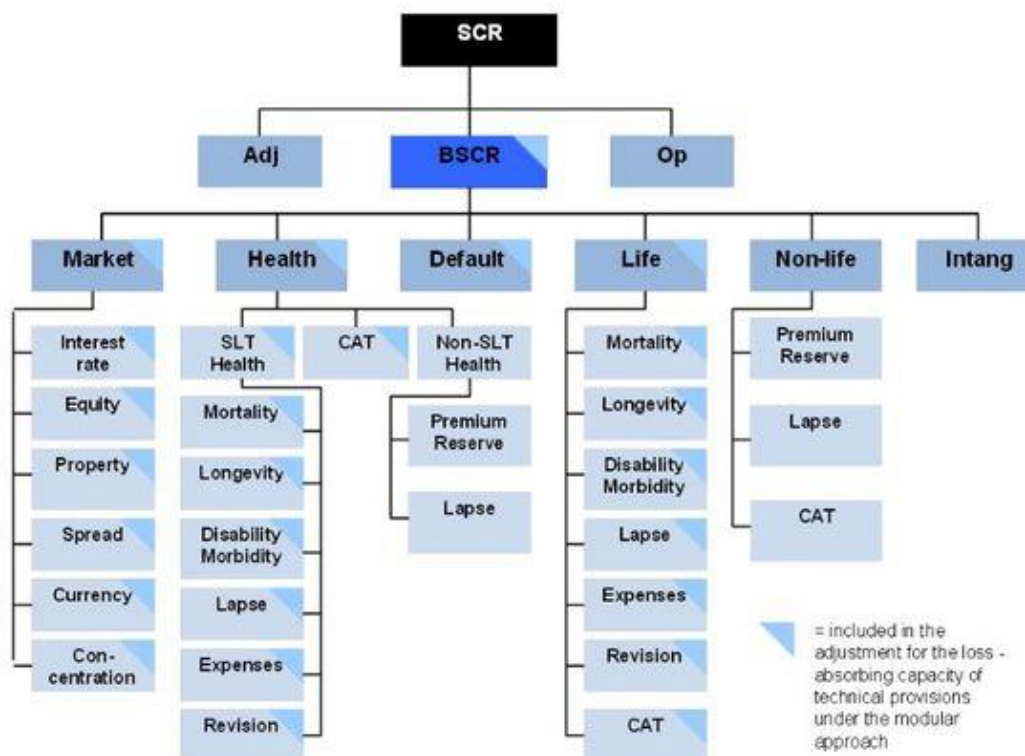 SCR
Adj
BSCR
Op
Market
Health
Default
Life
Non-life
Intang
Interest
rate
Equity
Property
Spread
Currency
Con-
centration
SLT
Health
CAT
Non-SLT
Health
Mortality
Longevity
Disability
Morbidity
Lapse
Expenses
Revision
Premium
Reserve
Lapse
Mortality
Longevity
Disability
Morbidity
Lapse
Expenses
Revision
CAT
Premium
Reserve
Lapse
CAT
= included in the
adjustment for the loss -
absorbing capacity of
technical provisions
under the modular
approach